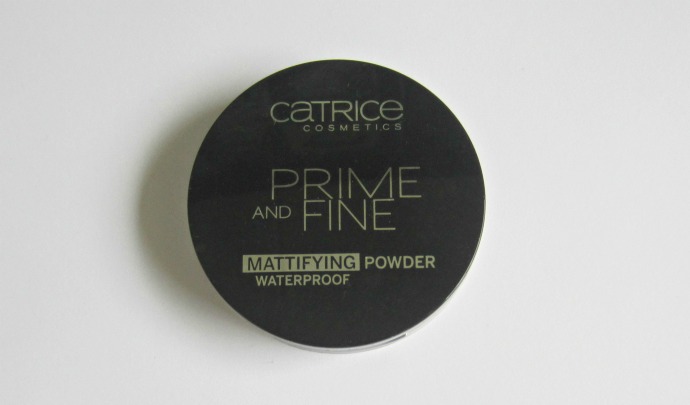 CATRICE
COSMETICS
PRIME
AND FINE
MATTIFYING POWDER
WATERPROOF